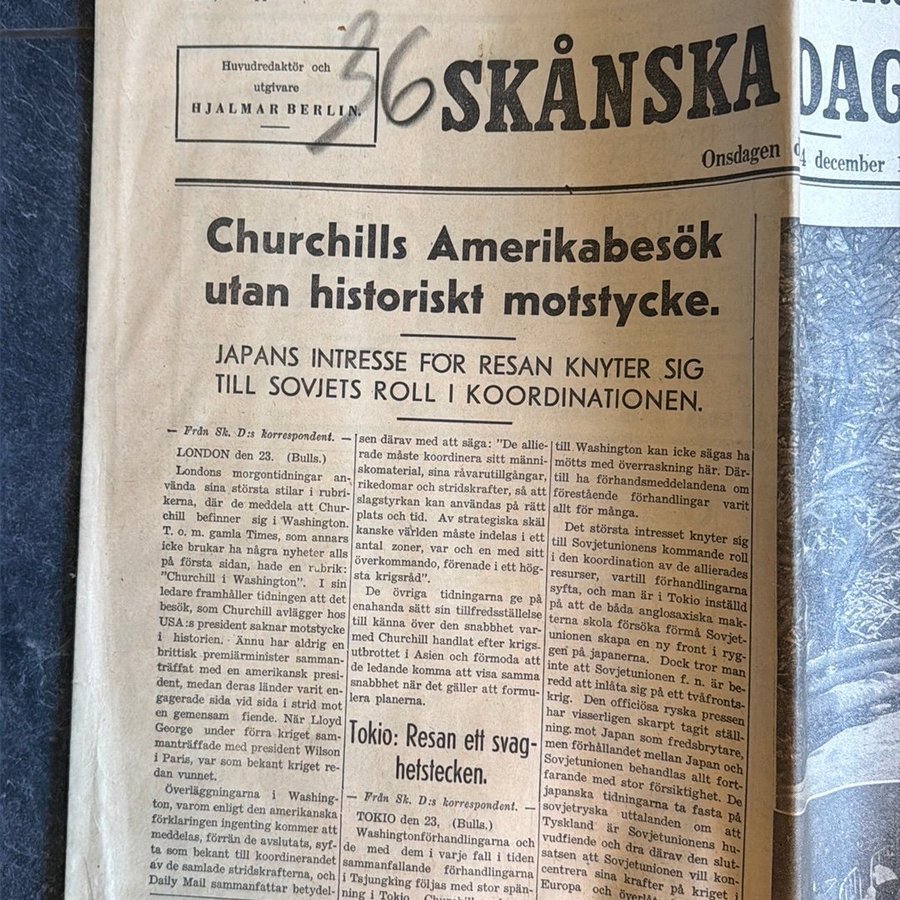 Huvudredaktör och
utgivare
HJALMAR BERLIN.
36
SKÅNSKA DAG
Onsdagen 4 december 1
Churchills Amerikabesök
utan historiskt motstycke.
JAPANS INTRESSE FÖR RESAN KNYTER SIG
TILL SOVJETS ROLL I KOORDINATIONEN.
— Från Sk. D:s korrespondent. —
LONDON den 23. (Bulls.)
Londons morgontidningar an-
vända sina största stilar i rubri-
kerna, där de meddela att Chur-
chill befinner sig i Washington.
T. o. m. gamla Times, som annars
icke brukar ha några nyheter alls
på första sidan, hade en rubrik:
"Churchill i Washington". I sin
ledare framhåller tidningen att det
besök, som Churchill avlägger hos
USA:s president saknar motstycke
i historien. Ännu har aldrig en
brittisk premiärminister samman-
träffat med en amerikansk presi-
dent, medan deras länder varit en-
gagerade sida vid sida i strid mot
en gemensam fiende. När Lloyd
George under förra kriget sam-
manträffade med president Wilson
i Paris, var som bekant kriget re-
dan vunnet.
Överläggningarna i Washing-
ton, varom enligt den amerikanska
förklaringen ingenting kommer att
meddelas, förrän de avslutats, syf-
ta som bekant till koordinerandet
av de samlade stridskrafterna, och
Daily Mail sammanfattar betydel-
sen därav med att säga: "De allie-
rade måste koordinera sitt männi-
skomaterial, sina råvarutillgångar,
rikedomar och stridskrafter, så att
slagstyrkan kan användas på rätt
plats och tid. Av strategiska skäl
kanske världen måste indelas i ett
antal zoner, var och en med sitt
överkommando, förenade i ett hög-
sta krigsråd".
De övriga tidningarna ge på
enahanda sätt sin tillfredsställelse
till känna över den snabbhet var-
med Churchill handlat efter krigs-
utbrottet i Asien och förmoda att
de ledande komma att visa samma
snabbhet när det gäller att formu-
lera planerna.
Tokio: Resan ett svag-
hetstecken.
— Från Sk. D:s korrespondent. —
TOKIO den 23, (Bulls.)
Washingtonförhandlingarna och
de med dem i varje fall i tiden
sammanfallande förhandlingarna
i Tajungking följas med stor spän-
ning i Tokio.
till Washington kan icke sägas ha
mötts med överraskning här. Där-
till ha förhandsmeddelandena om
förestående förhandlingar varit
allt för många.
Det största intresset knyter sig
till Sovjetunionens kommande roll
i den koordination av de allierades
resurser, vartill förhandlingarna
syfta, och man är i Tokio inställd
på att de båda anglosaxiska mak-
terna skola försöka förmå Sovjet-
unionen skapa en ny front i ryg-
gen på japanerna. Dock tror man
inte att Sovjetunionen f. n. är be-
redd att inlåta sig på ett tvåfronts-
krig. Den officiösa ryska pressen
har visserligen skarpt tagit ställ-
ning mot Japan som fredsbrytare,
men förhållandet mellan Japan och
Sovjetunionen behandlas allt fort-
farande med stor försiktighet. De
japanska tidningarna ta fasta på
sovjetryska uttalanden om att
Tyskland är Sovjetunionens hu-
vudfiende och dra därav den slut-
satsen att Sovjetunionen vill kon-
centrera sina krafter på kriget i
Europa och